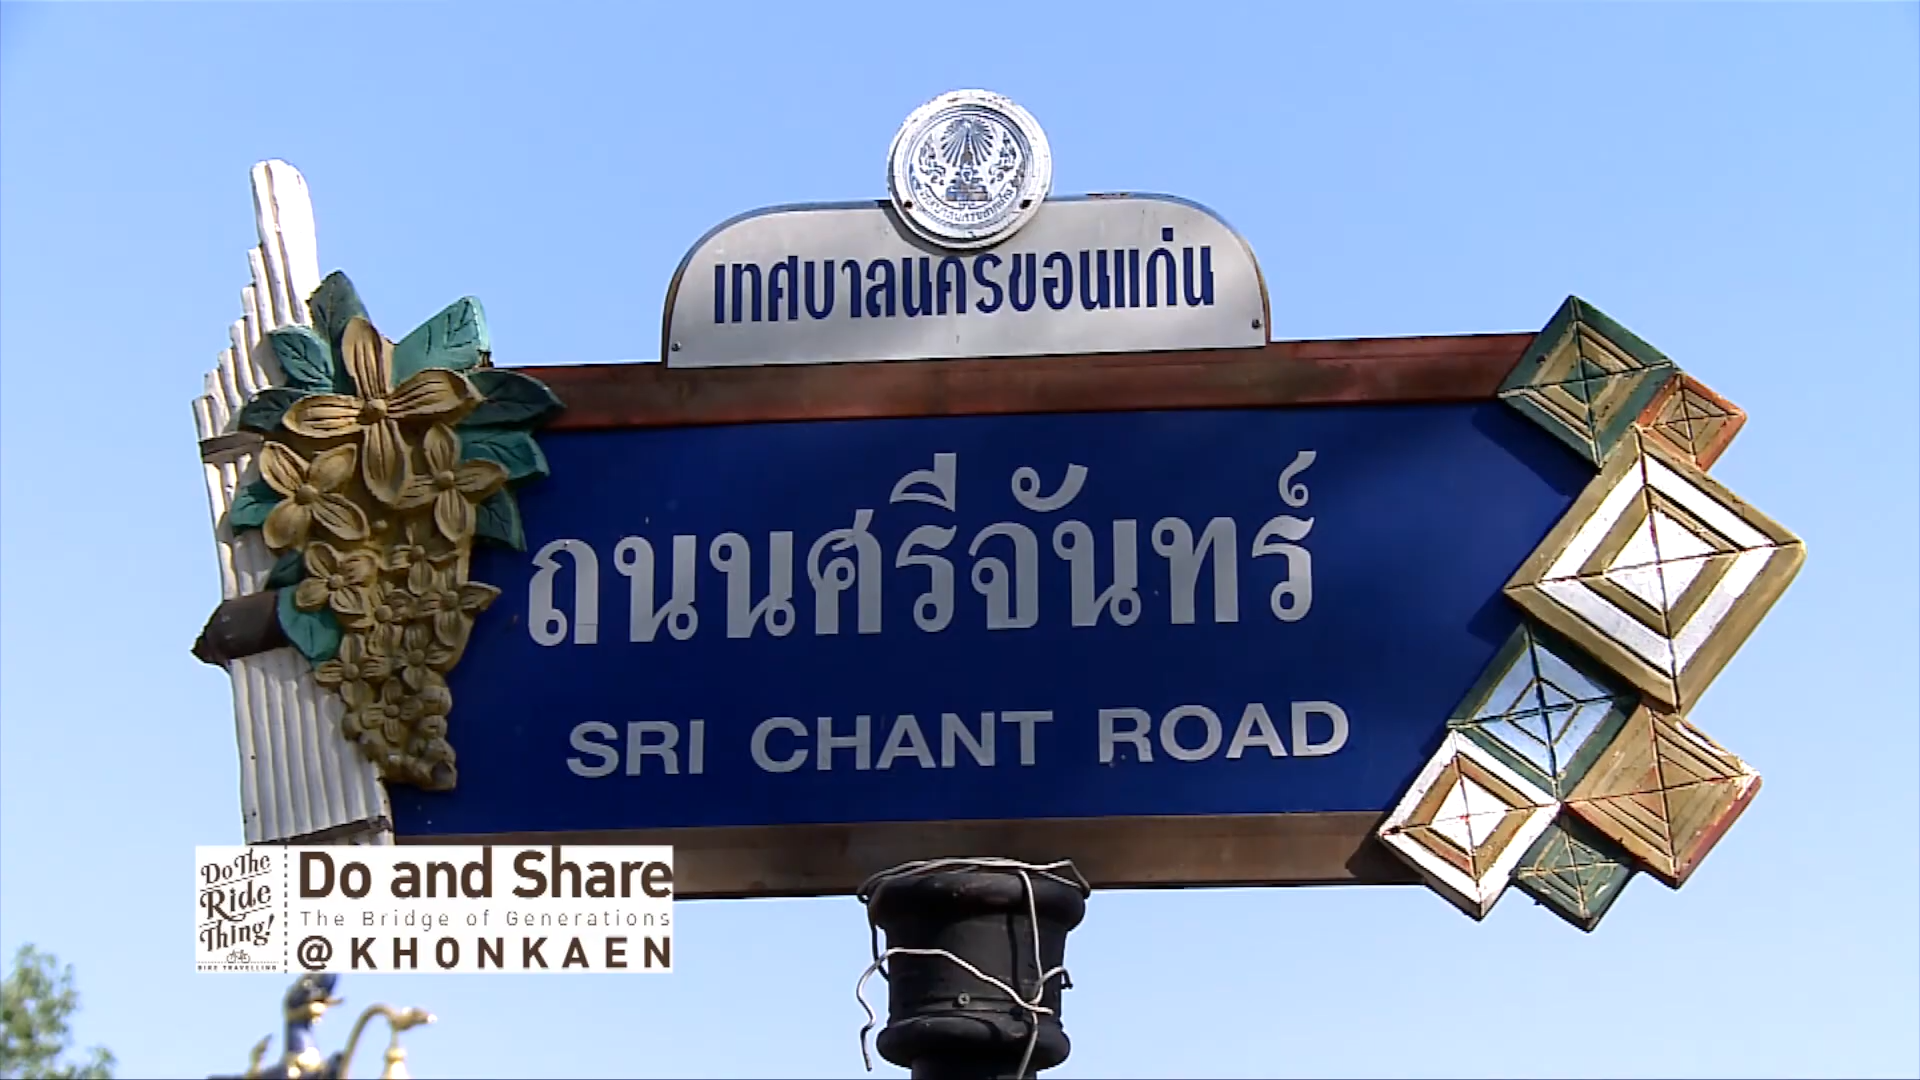 เทศบาลนครขอนแก่น
ถนนศรีจันทร์
SRI CHANT ROAD
Do The
Ride
Thing!
BIKE TRAVELLING
Do and Share
The Bridge of Generations
@KHONKAEN